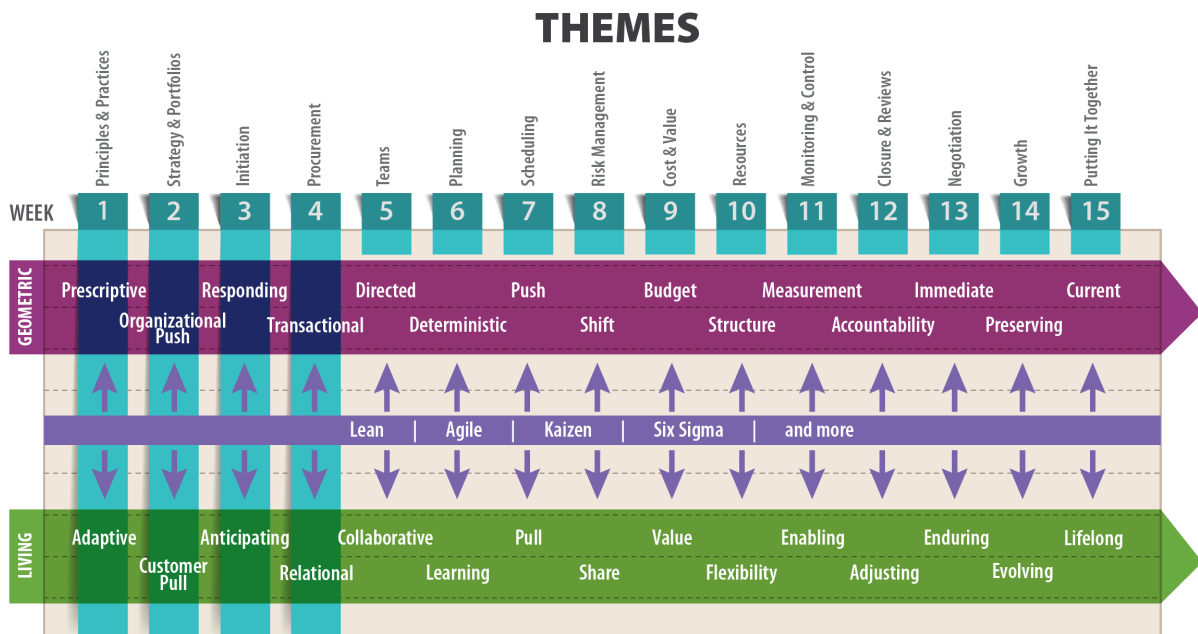 THEMES
Principles & Practices
Strategy & Portfolios
Initiation
Procurement
Teams
Planning
Scheduling
Risk Management
Cost & Value
Resources
Monitoring & Control
Closure & Reviews
Negotiation
Growth
Putting It Together
WEEK 1 2 3 4 5 6 7 8 9 10 11 12 13 14 15
GEOMETRIC
Prescriptive Responding Directed Push Budget Measurement Immediate Current
Organizational
Push
Transactional Deterministic Shift Structure Accountability Preserving
Lean | Agile | Kaizen | Six Sigma | and more
LIVING
Adaptive Anticipating Collaborative Pull Value Enabling Enduring Lifelong
Customer
Pull
Relational Learning Share Flexibility Adjusting Evolving